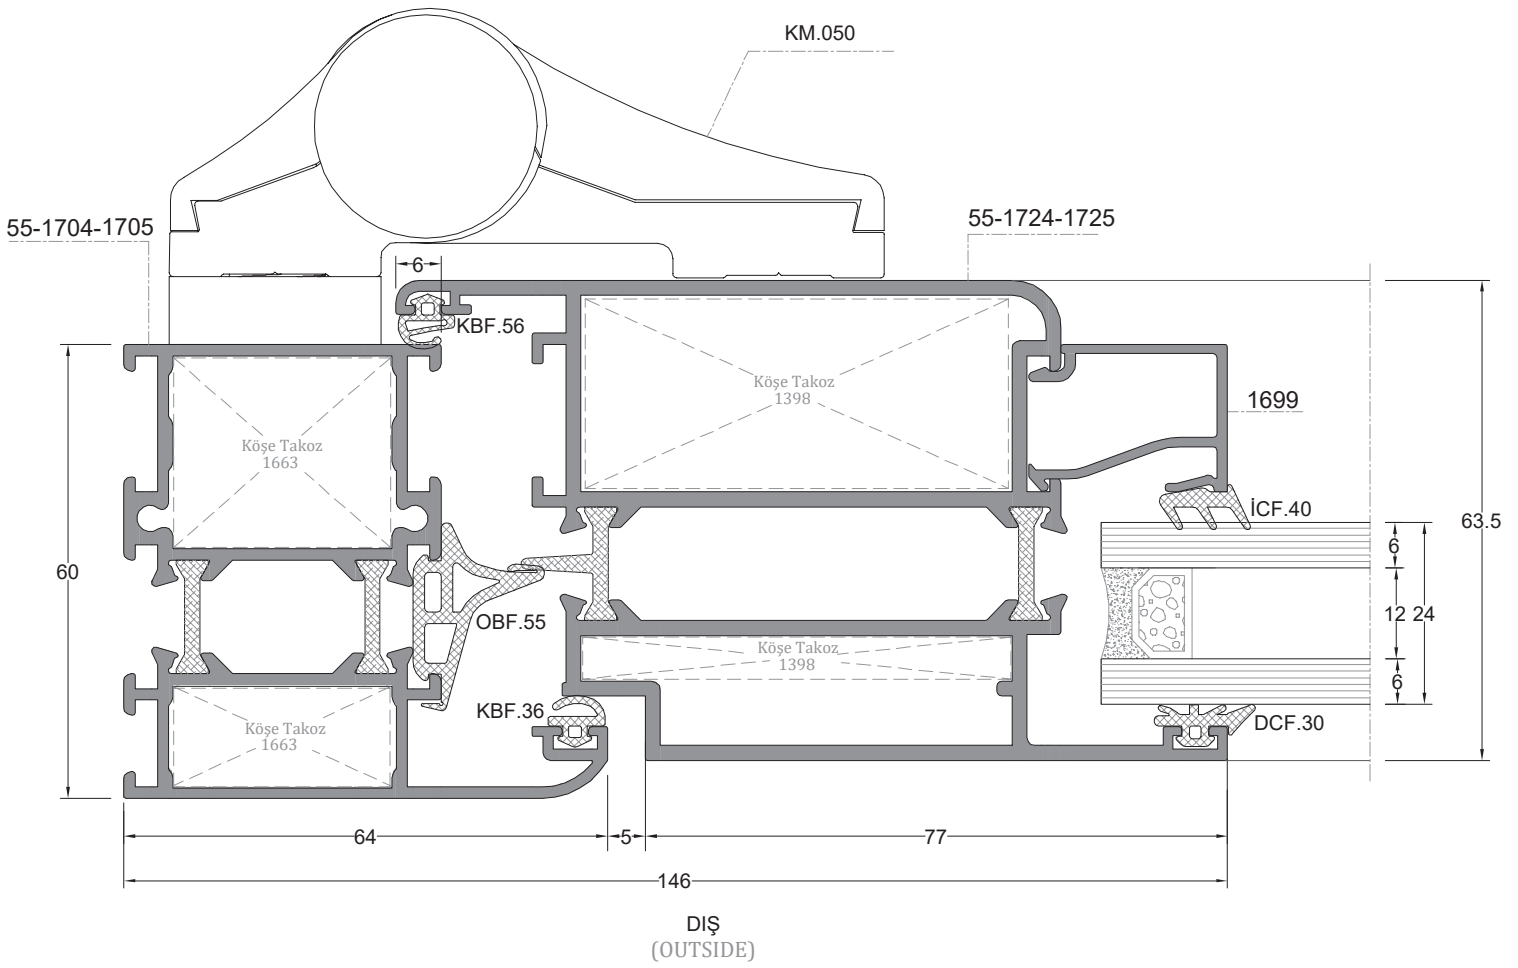 KM.050
55-1704-1705
55-1724-1725
6
KBF.56
Köşe Takoz
1398
1699
Köşe Takoz
1663
İCF.40
63.5
6
60
12
24
OBF.55
Köşe Takoz
1398
6
KBF.36
DCF.30
Köşe Takoz
1663
64
5
77
146
DIŞ
(OUTSIDE)